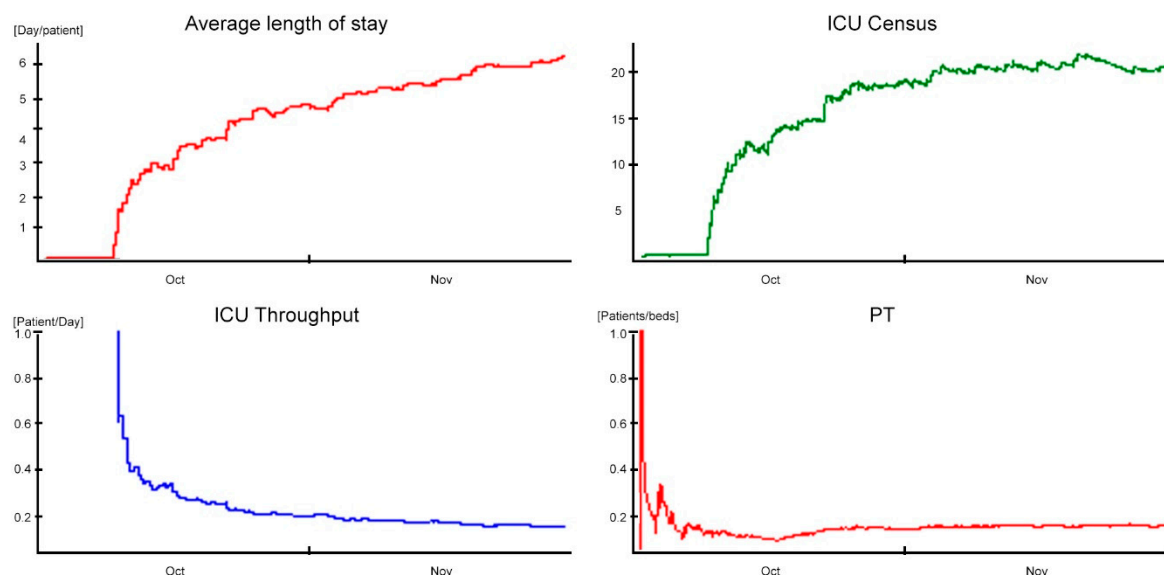 Average length of stay
[Day/patient]
6
5
4
3
2
1
Oct
Nov
ICU Census
20
15
10
5
Oct
Nov
ICU Throughput
[Patient/Day]
1.0
0.8
0.6
0.4
0.2
Oct
Nov
PT
[Patients/beds]
1.0
0.8
0.6
0.4
0.2
Oct
Nov